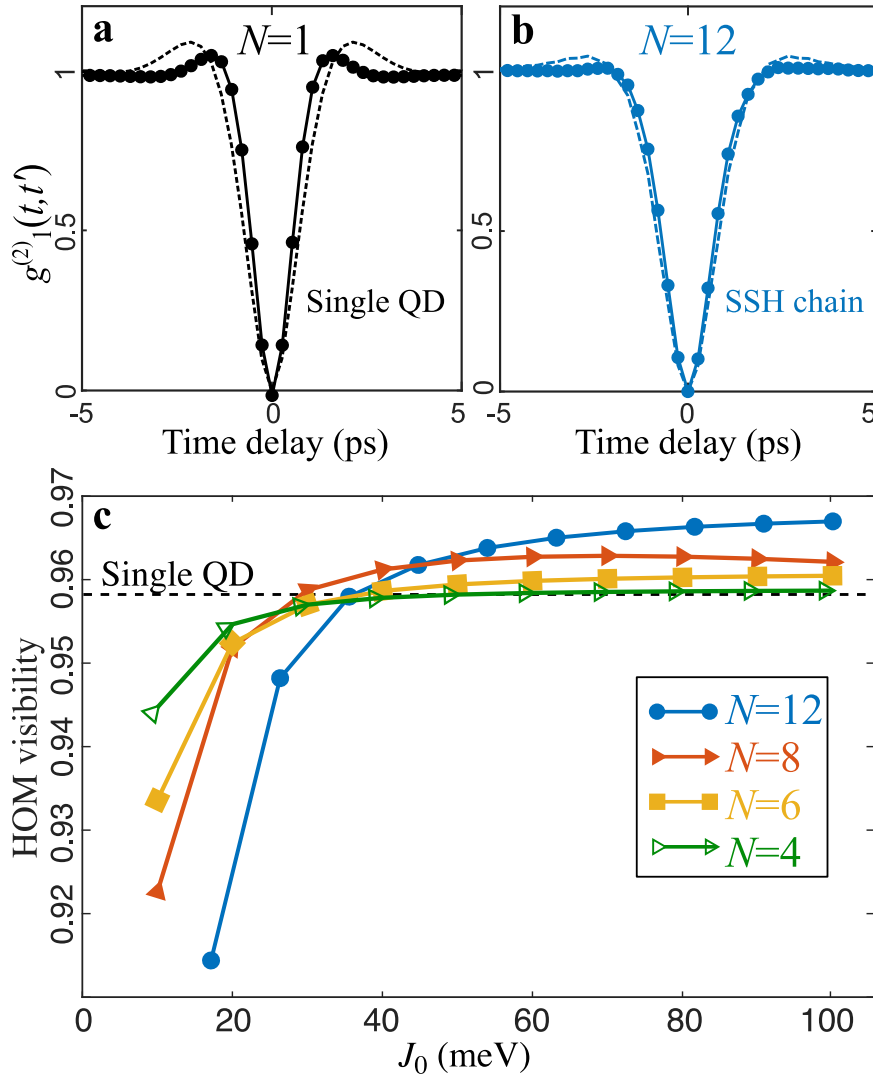 a
N=1
g(2)1(t,t′)
1
0.5
0
Single QD
-5
0
5
Time delay (ps)
b
N=12
1
0.5
0
SSH chain
-5
0
5
Time delay (ps)
c
Single QD
HOM visibility
0.97
0.96
0.95
0.94
0.93
0.92
N=12
N=8
N=6
N=4
0
20
40
60
80
100
J0 (meV)